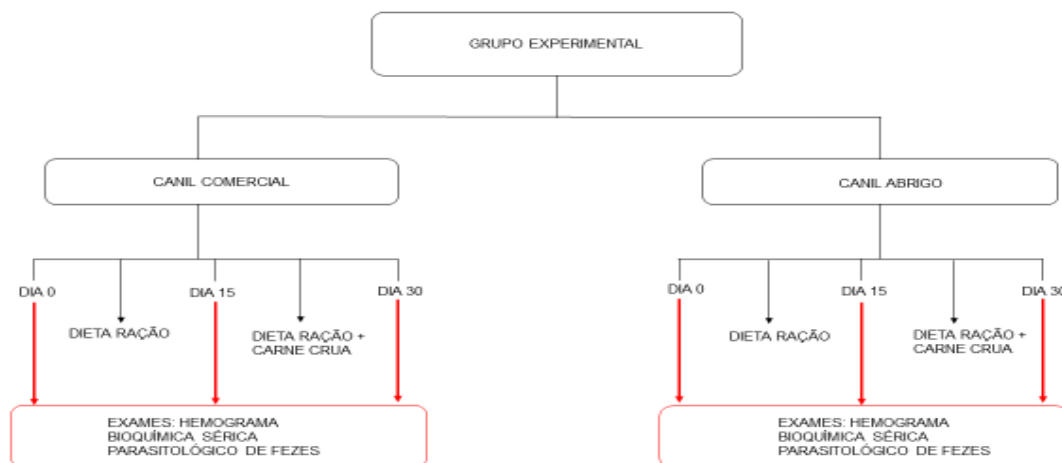 GRUPO EXPERIMENTAL
CANIL COMERCIAL
CANIL ABRIGO
DIA 0
DIA 15
DIA 30
DIETA RAÇÃO
DIETA RAÇÃO +
CARNE CRUA
DIA 0
DIA 15
DIA 30
DIETA RAÇÃO
DIETA RAÇÃO +
CARNE CRUA
EXAMES: HEMOGRAMA
BIOQUÍMICA SÉRICA
PARASITOLÓGICO DE FEZES
EXAMES: HEMOGRAMA
BIOQUÍMICA SÉRICA
PARASITOLÓGICO DE FEZES